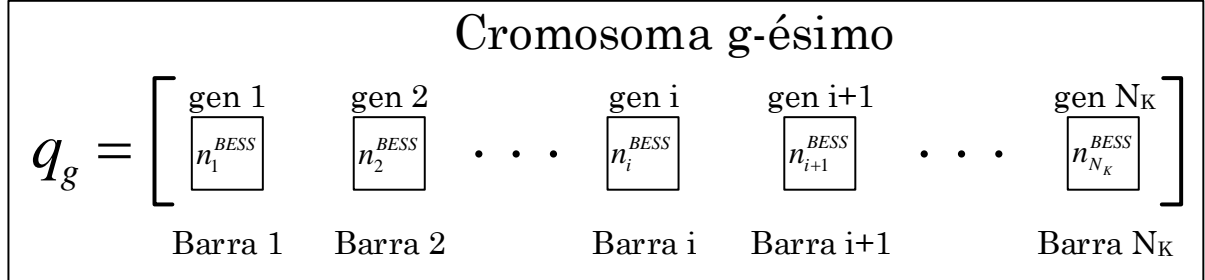 Cromosoma g-ésimo
gen 1 gen 2 gen i gen i+1 gen N_K
q_g = [ n_1^{BESS} n_2^{BESS} · · · n_i^{BESS} n_{i+1}^{BESS} · · · n_{N_K}^{BESS} ]
Barra 1 Barra 2 Barra i Barra i+1 Barra N_K